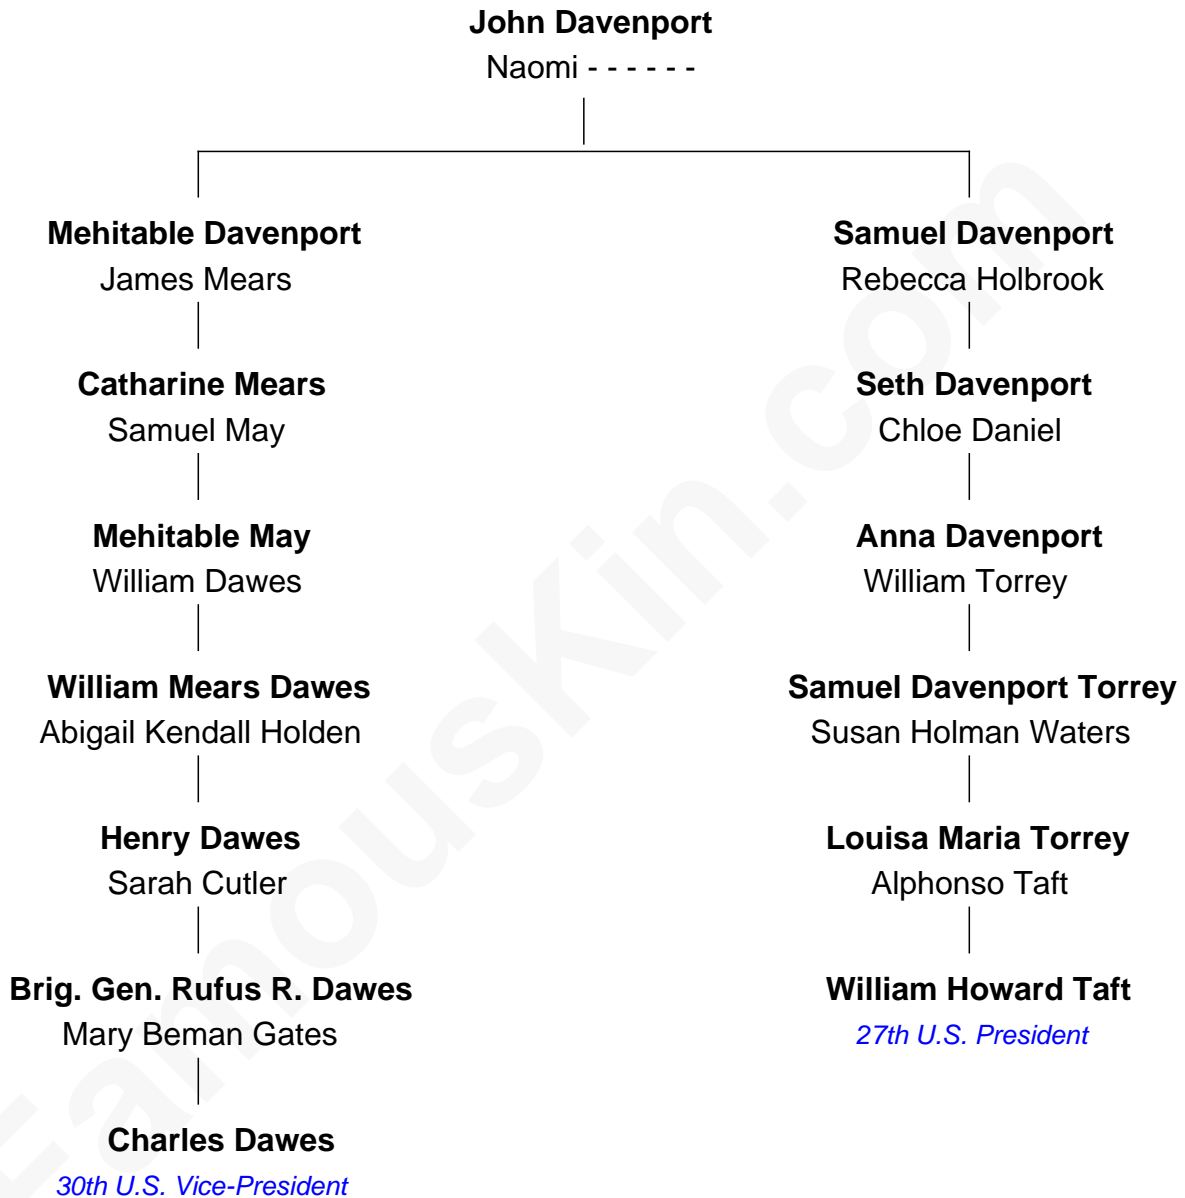 John Davenport
Naomi - - - - - -
Mehitable Davenport
James Mears
Samuel Davenport
Rebecca Holbrook
Catharine Mears
Samuel May
Seth Davenport
Chloe Daniel
Mehitable May
William Dawes
Anna Davenport
William Torrey
William Mears Dawes
Abigail Kendall Holden
Samuel Davenport Torrey
Susan Holman Waters
Henry Dawes
Sarah Cutler
Louisa Maria Torrey
Alphonso Taft
Brig. Gen. Rufus R. Dawes
Mary Beman Gates
William Howard Taft
27th U.S. President
Charles Dawes
30th U.S. Vice-President
FamousKin.com